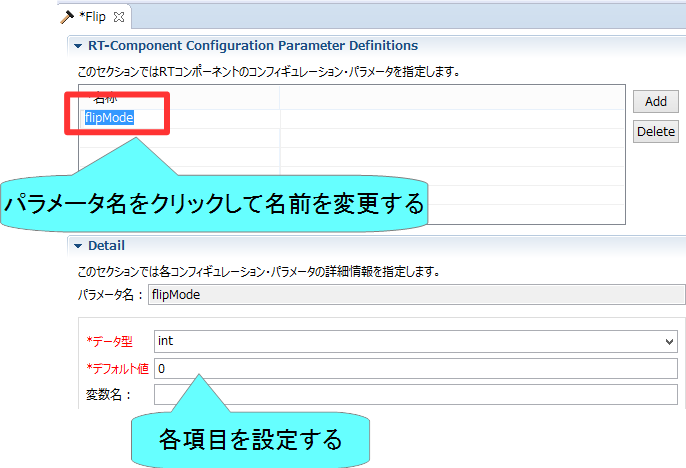 *Flip
RT-Component Configuration Parameter Definitions
このセクションではRTコンポーネントのコンフィギュレーション・パラメータを指定します。
名称
Add
flipMode
Delete
パラメータ名をクリックして名前を変更する
Detail
このセクションでは各コンフィギュレーション・パラメータの詳細情報を指定します。
パラメータ名： flipMode
*データ型 int
*デフォルト値 0
変数名：
各項目を設定する